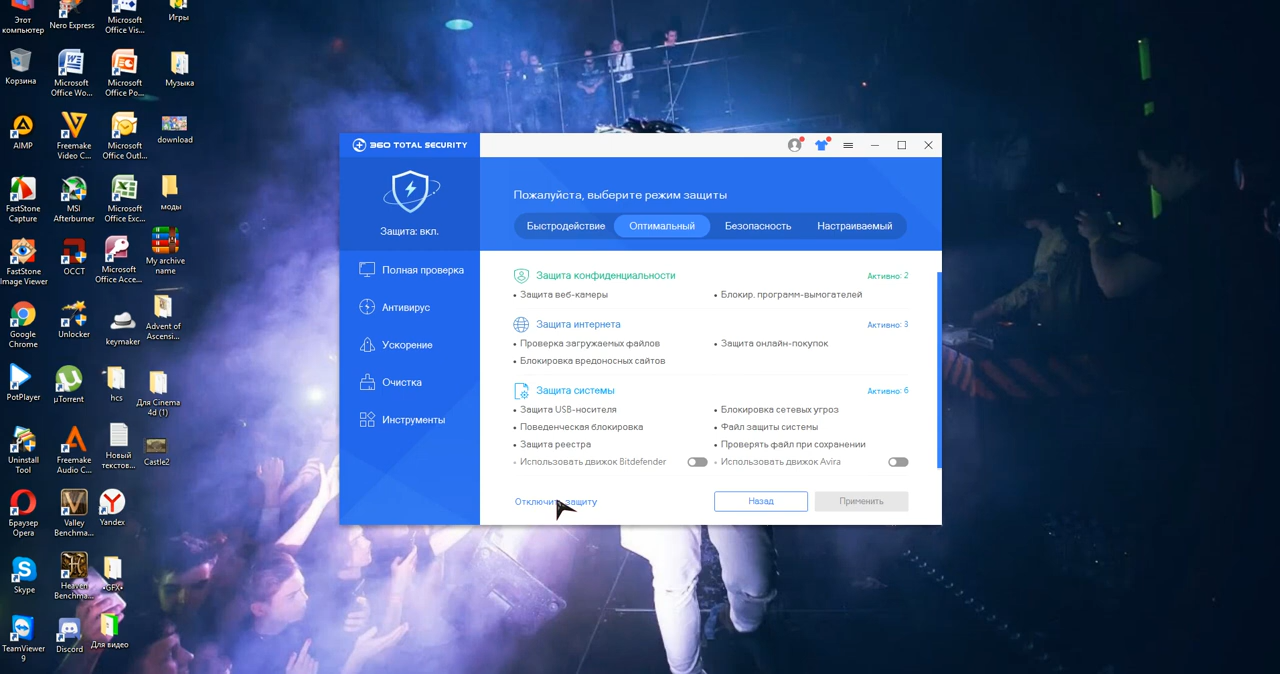 Этот
компьютер
Nero Express
Microsoft
Office Vis...
Игры
Корзина
Microsoft
Office Wo...
Microsoft
Office Po...
Музыка
AIMP
Freemake
Video C...
Microsoft
Office Outl...
download
FastStone
Capture
MSI
Afterburner
Microsoft
Office Exc...
моды
FastStone
Image Viewer
OCCT
Microsoft
Office Acce...
My archive
name
Google
Chrome
Unlocker
keymaker
Advent of
Ascensi...
PotPlayer
µTorrent
hcs
Для Cinema
4d (1)
Uninstall
Tool
Freemake
Audio C...
Новый
текстов...
Castle2
Браузер
Opera
Valley
Benchma...
Yandex
Skype
Heaven
Benchma...
•GFX•
TeamViewer
9
Discord
Для видео
360 TOTAL SECURITY
Защита: вкл.
Полная проверка
Антивирус
Ускорение
Очистка
Инструменты
Пожалуйста, выберите режим защиты
Быстродействие Оптимальный Безопасность Настраиваемый
Защита конфиденциальности Активно: 2
• Защита веб-камеры • Блокир. программ-вымогателей
Защита интернета Активно: 3
• Проверка загружаемых файлов • Защита онлайн-покупок
• Блокировка вредоносных сайтов
Защита системы Активно: 6
• Защита USB-носителя • Блокировка сетевых угроз
• Поведенческая блокировка • Файл защиты системы
• Защита реестра • Проверять файл при сохранении
• Использовать движок Bitdefender • Использовать движок Avira
Отключить защиту Назад Применить